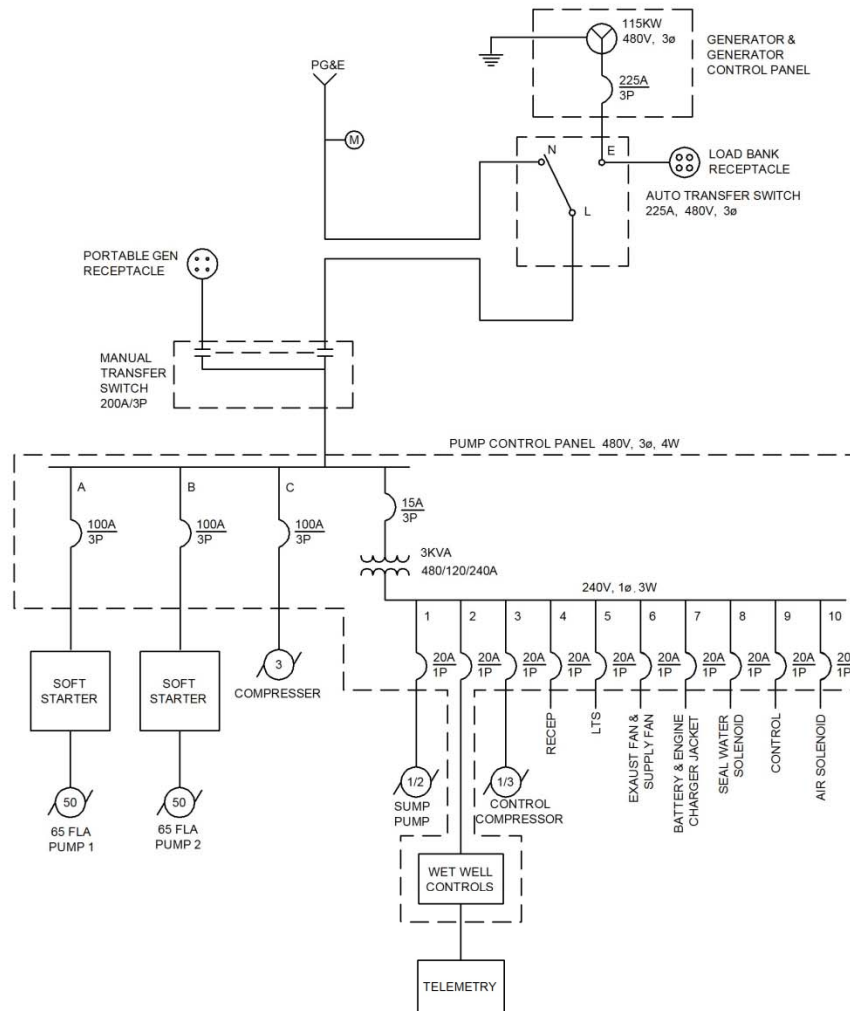 115KW
480V, 3ø
GENERATOR &
GENERATOR
CONTROL PANEL
225A
3P
PG&E
M
N
E
L
LOAD BANK
RECEPTACLE
AUTO TRANSFER SWITCH
225A, 480V, 3ø
PORTABLE GEN
RECEPTACLE
MANUAL
TRANSFER
SWITCH
200A/3P
PUMP CONTROL PANEL 480V, 3ø, 4W
A
B
C
100A
3P
100A
3P
100A
3P
15A
3P
3KVA
480/120/240A
240V, 1ø, 3W
1
2
3
4
5
6
7
8
9
10
20A
1P
20A
1P
20A
1P
20A
1P
20A
1P
20A
1P
20A
1P
20A
1P
20A
1P
20
1P
SOFT
STARTER
SOFT
STARTER
3
COMPRESSER
RECEP
LTS
EXAUST FAN &
SUPPLY FAN
BATTERY & ENGINE
CHARGER JACKET
SEAL WATER
SOLENOID
CONTROL
AIR SOLENOID
50
65 FLA
PUMP 1
50
65 FLA
PUMP 2
1/2
SUMP
PUMP
1/3
CONTROL
COMPRESSOR
WET WELL
CONTROLS
TELEMETRY